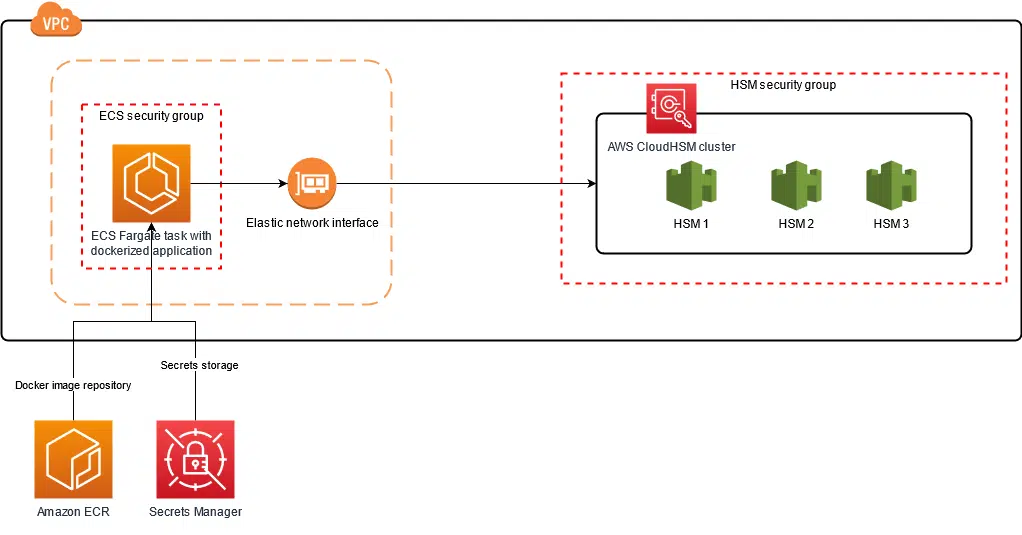 VPC
HSM security group
ECS security group
AWS CloudHSM cluster
Elastic network interface
HSM 1
HSM 2
HSM 3
ECS Fargate task with
dockerized application
Secrets storage
Docker image repository
Amazon ECR
Secrets Manager